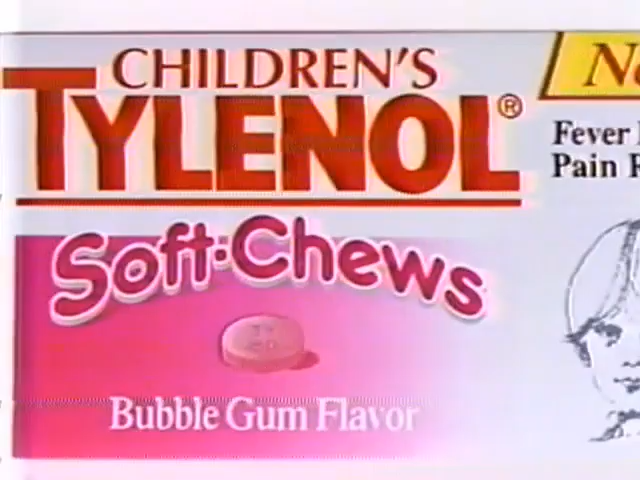 CHILDREN'S
TYLENOL®
Fever
Pain
Soft•Chews
Bubble Gum Flavor